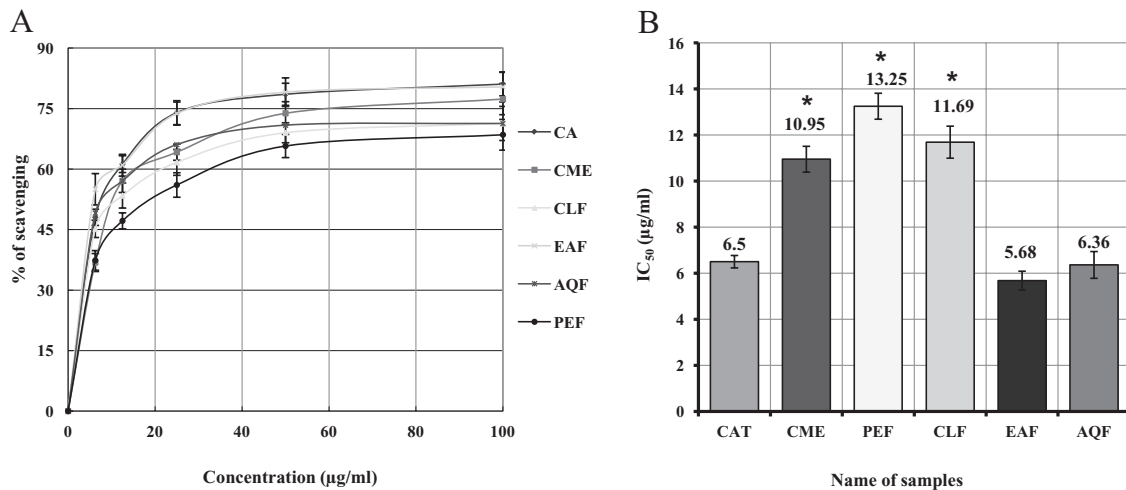 A
90
75
60
45
30
15
0
% of scavenging
0 20 40 60 80 100
Concentration (µg/ml)
CA
CME
CLF
EAF
AQF
PEF
B
16
14
12
10
8
6
4
2
0
IC50 (µg/ml)
6.5
*
10.95
*
13.25
*
11.69
5.68
6.36
CAT CME PEF CLF EAF AQF
Name of samples